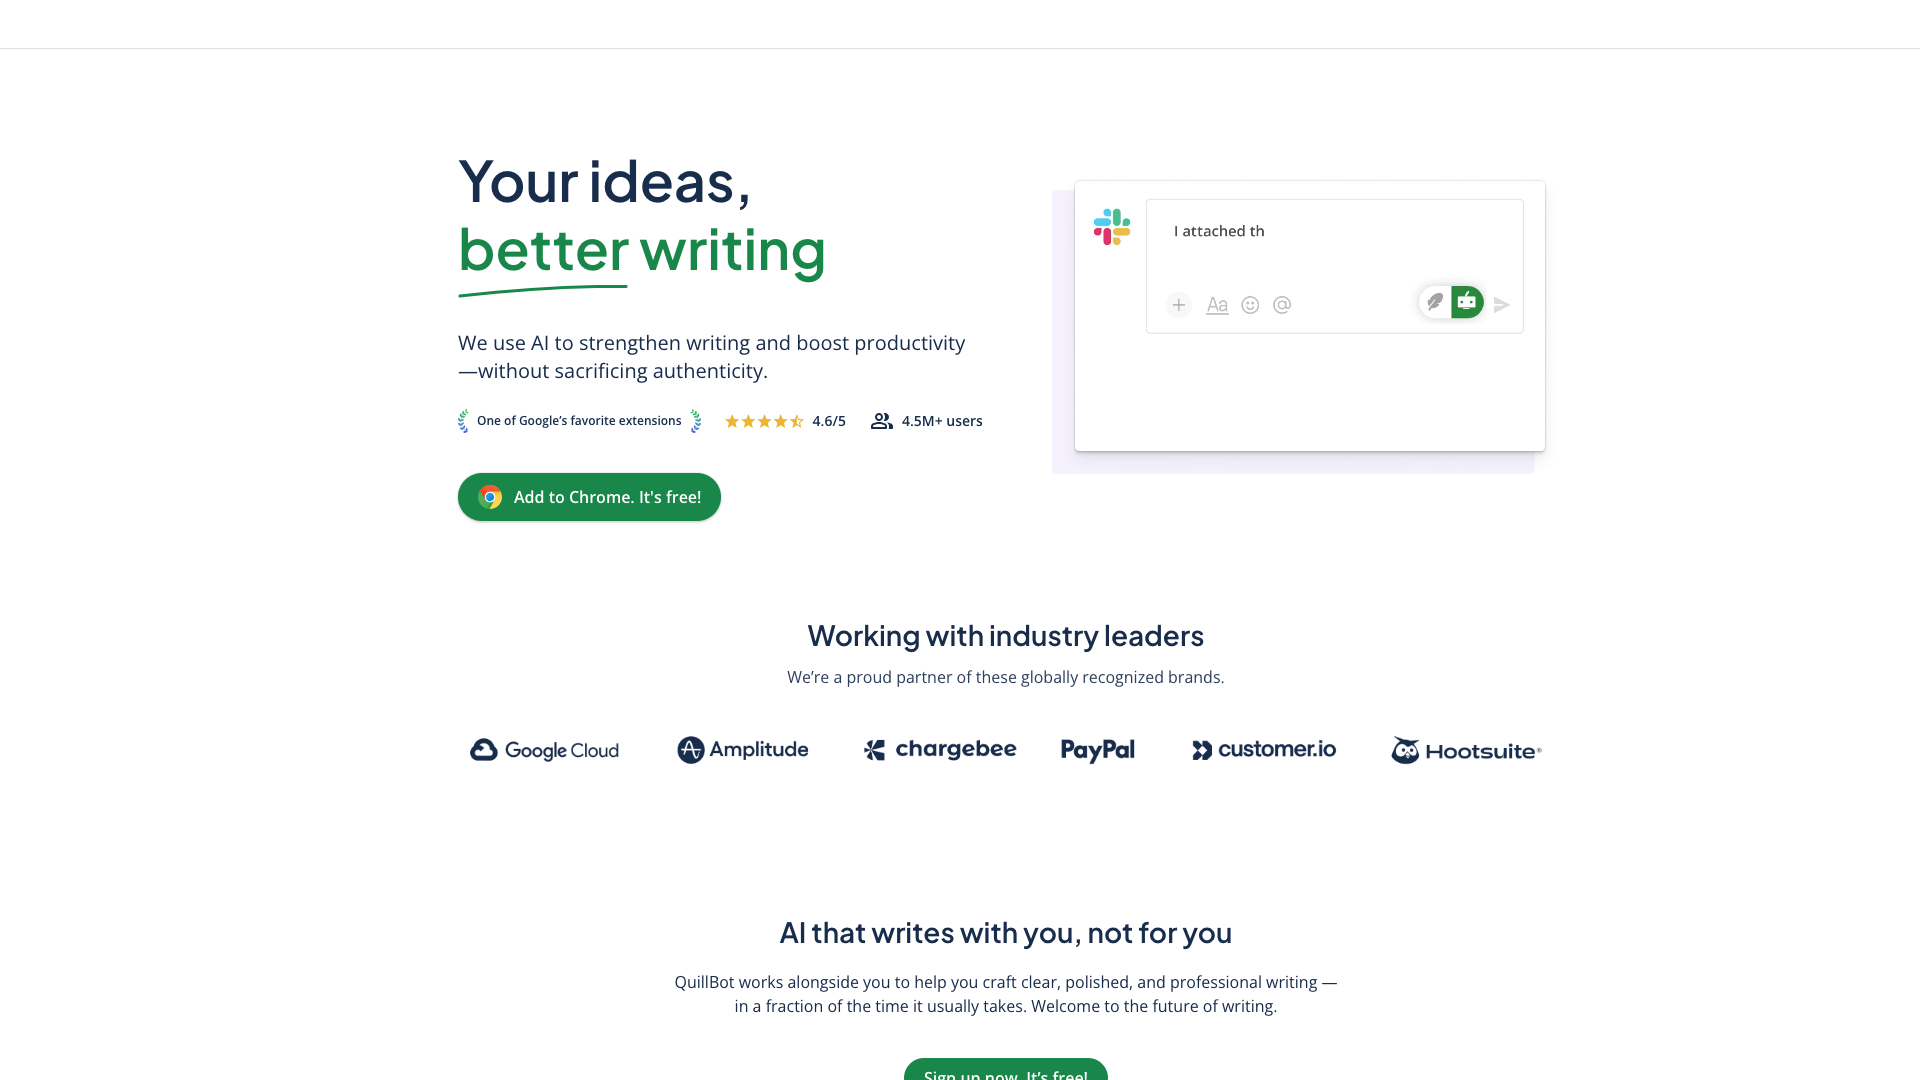 Your ideas,
better writing
We use AI to strengthen writing and boost productivity
—without sacrificing authenticity.
One of Google’s favorite extensions
4.6/5
4.5M+ users
Add to Chrome. It's free!
I attached th
Aa
Working with industry leaders
We’re a proud partner of these globally recognized brands.
Google Cloud
Amplitude
chargebee
PayPal
customer.io
Hootsuite®
AI that writes with you, not for you
QuillBot works alongside you to help you craft clear, polished, and professional writing —
in a fraction of the time it usually takes. Welcome to the future of writing.
Sign up now. It’s free!